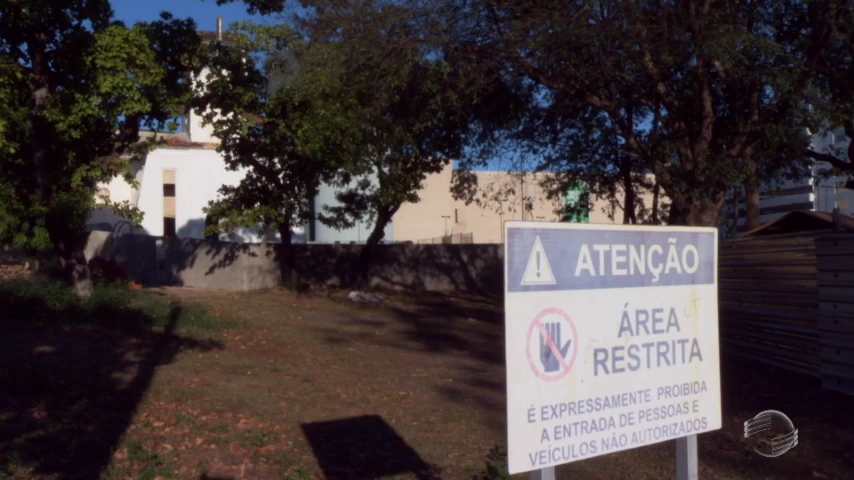 ATENÇÃO
ÁREA
RESTRITA
É EXPRESSAMENTE PROIBIDA
A ENTRADA DE PESSOAS E
VEÍCULOS NÃO AUTORIZADOS